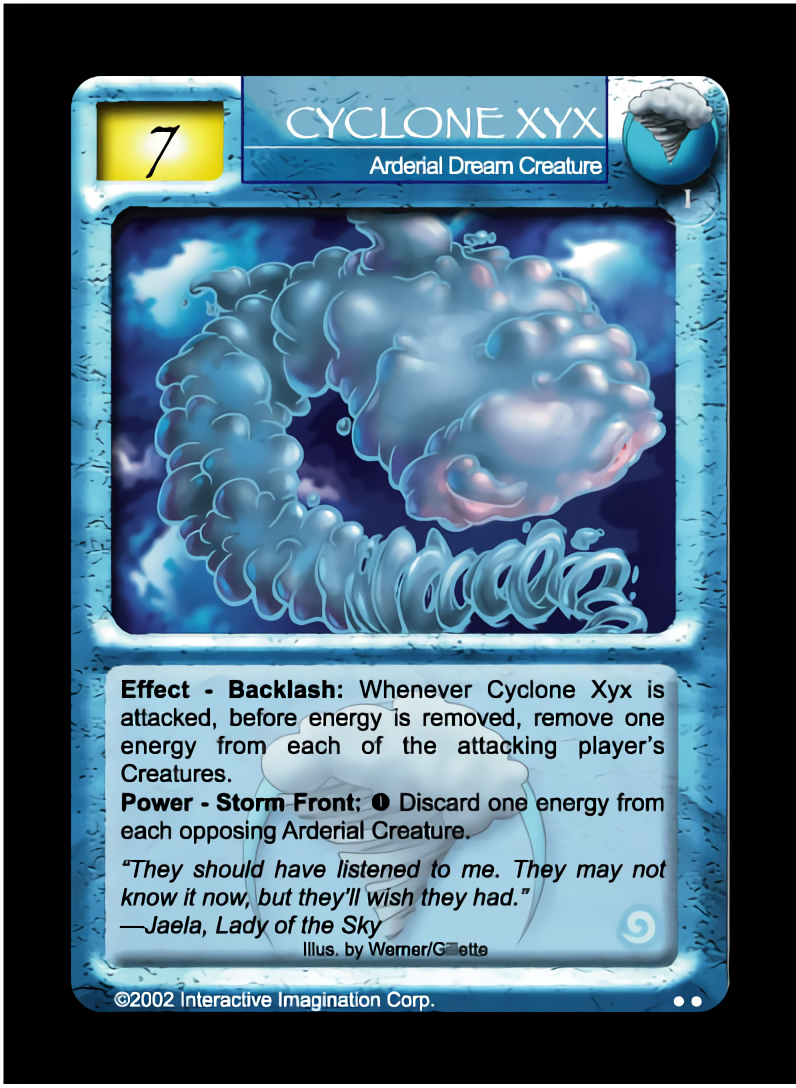 7
CYCLONE XYX
Arderial Dream Creature
I
Effect - Backlash: Whenever Cyclone Xyx is
attacked, before energy is removed, remove one
energy from each of the attacking player's
Creatures.
Power - Storm Front: ❶ Discard one energy from
each opposing Arderial Creature.
"They should have listened to me. They may not
know it now, but they'll wish they had."
—Jaela, Lady of the Sky
Illus. by
©2002 Interactive Imagination Corp.